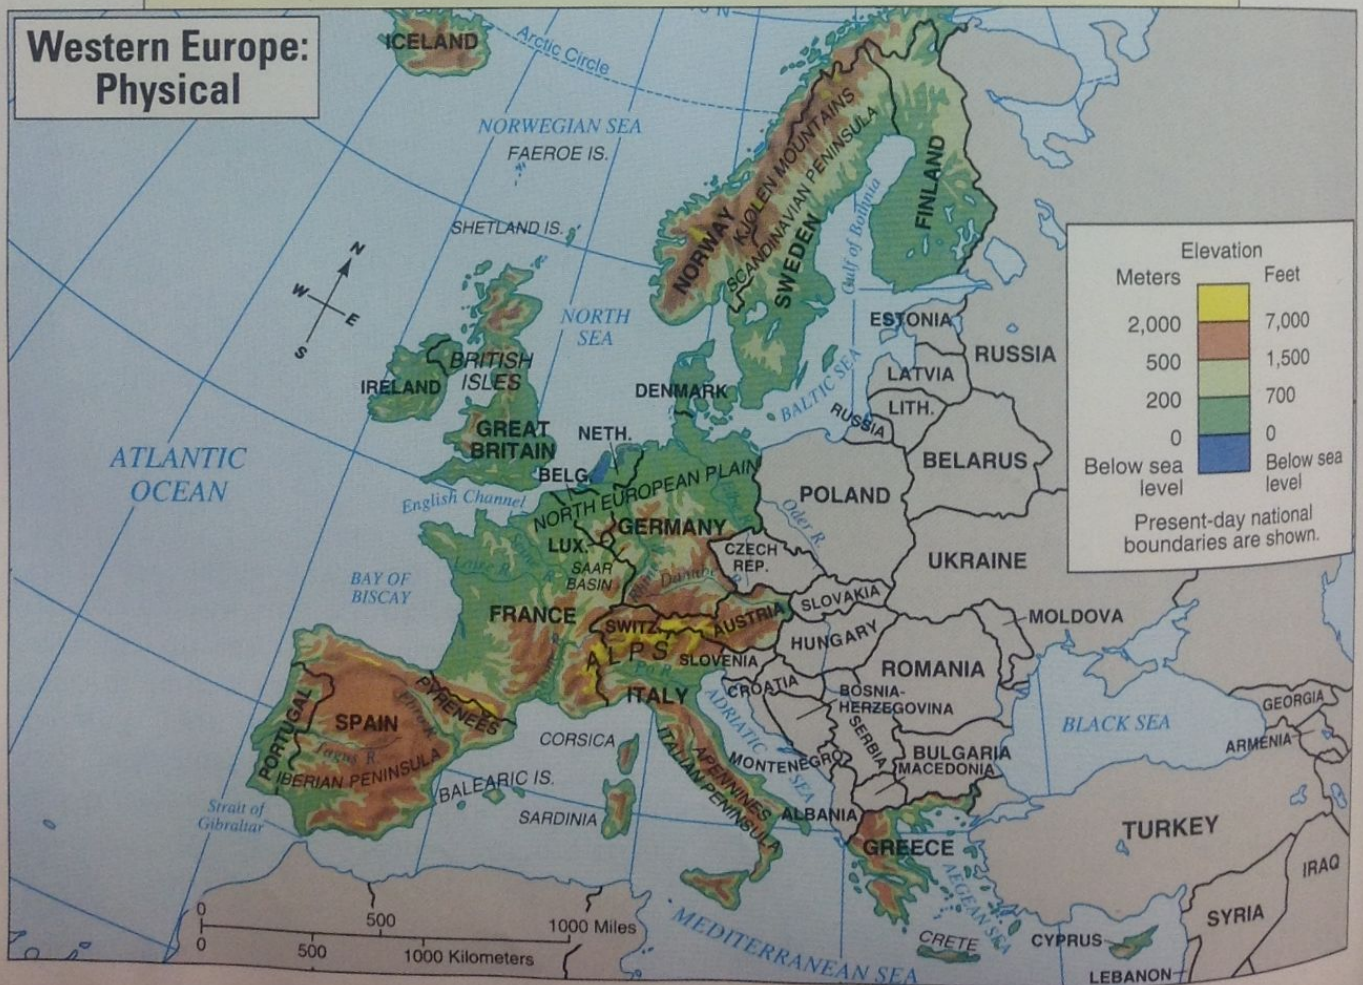 Western Europe:
Physical
ICELAND
Arctic Circle
NORWEGIAN SEA
FAEROE IS.
SHETLAND IS.
N
W
E
S
NORTH
SEA
NORWAY
KJOLEN MOUNTAINS
SCANDINAVIAN PENINSULA
SWEDEN
Gulf of Bothnia
FINLAND
Elevation
Meters
Feet
2,000
7,000
500
1,500
200
700
0
0
Below sea
level
Below sea
level
Present-day national
boundaries are shown.
ESTONIA
RUSSIA
LATVIA
LITH.
RUSSIA
BALTIC SEA
DENMARK
IRELAND
BRITISH
ISLES
GREAT
BRITAIN
NETH.
BELG.
NORTH EUROPEAN PLAIN
English Channel
ATLANTIC
OCEAN
BELARUS
POLAND
Oder R.
GERMANY
LUX.
SAAR
BASIN
Seine R.
Loire R.
Rhine R.
Danube R.
CZECH
REP.
UKRAINE
SLOVAKIA
BAY OF
BISCAY
FRANCE
SWITZ.
AUSTRIA
ALPS
Po R.
SLOVENIA
HUNGARY
MOLDOVA
ROMANIA
CROATIA
BOSNIA-
HERZEGOVINA
SERBIA
ITALY
ADRIATIC SEA
PYRENEES
PORTUGAL
SPAIN
Tagus R.
IBERIAN PENINSULA
Strait of
Gibraltar
BALEARIC IS.
CORSICA
SARDINIA
APENNINES
ITALIAN PENINSULA
MONTENEGRO
BULGARIA
MACEDONIA
ALBANIA
GREECE
BLACK SEA
GEORGIA
ARMENIA
TURKEY
IRAQ
SYRIA
AEGEAN SEA
CRETE
CYPRUS
LEBANON
MEDITERRANEAN SEA
0
500
1000 Miles
0
500
1000 Kilometers